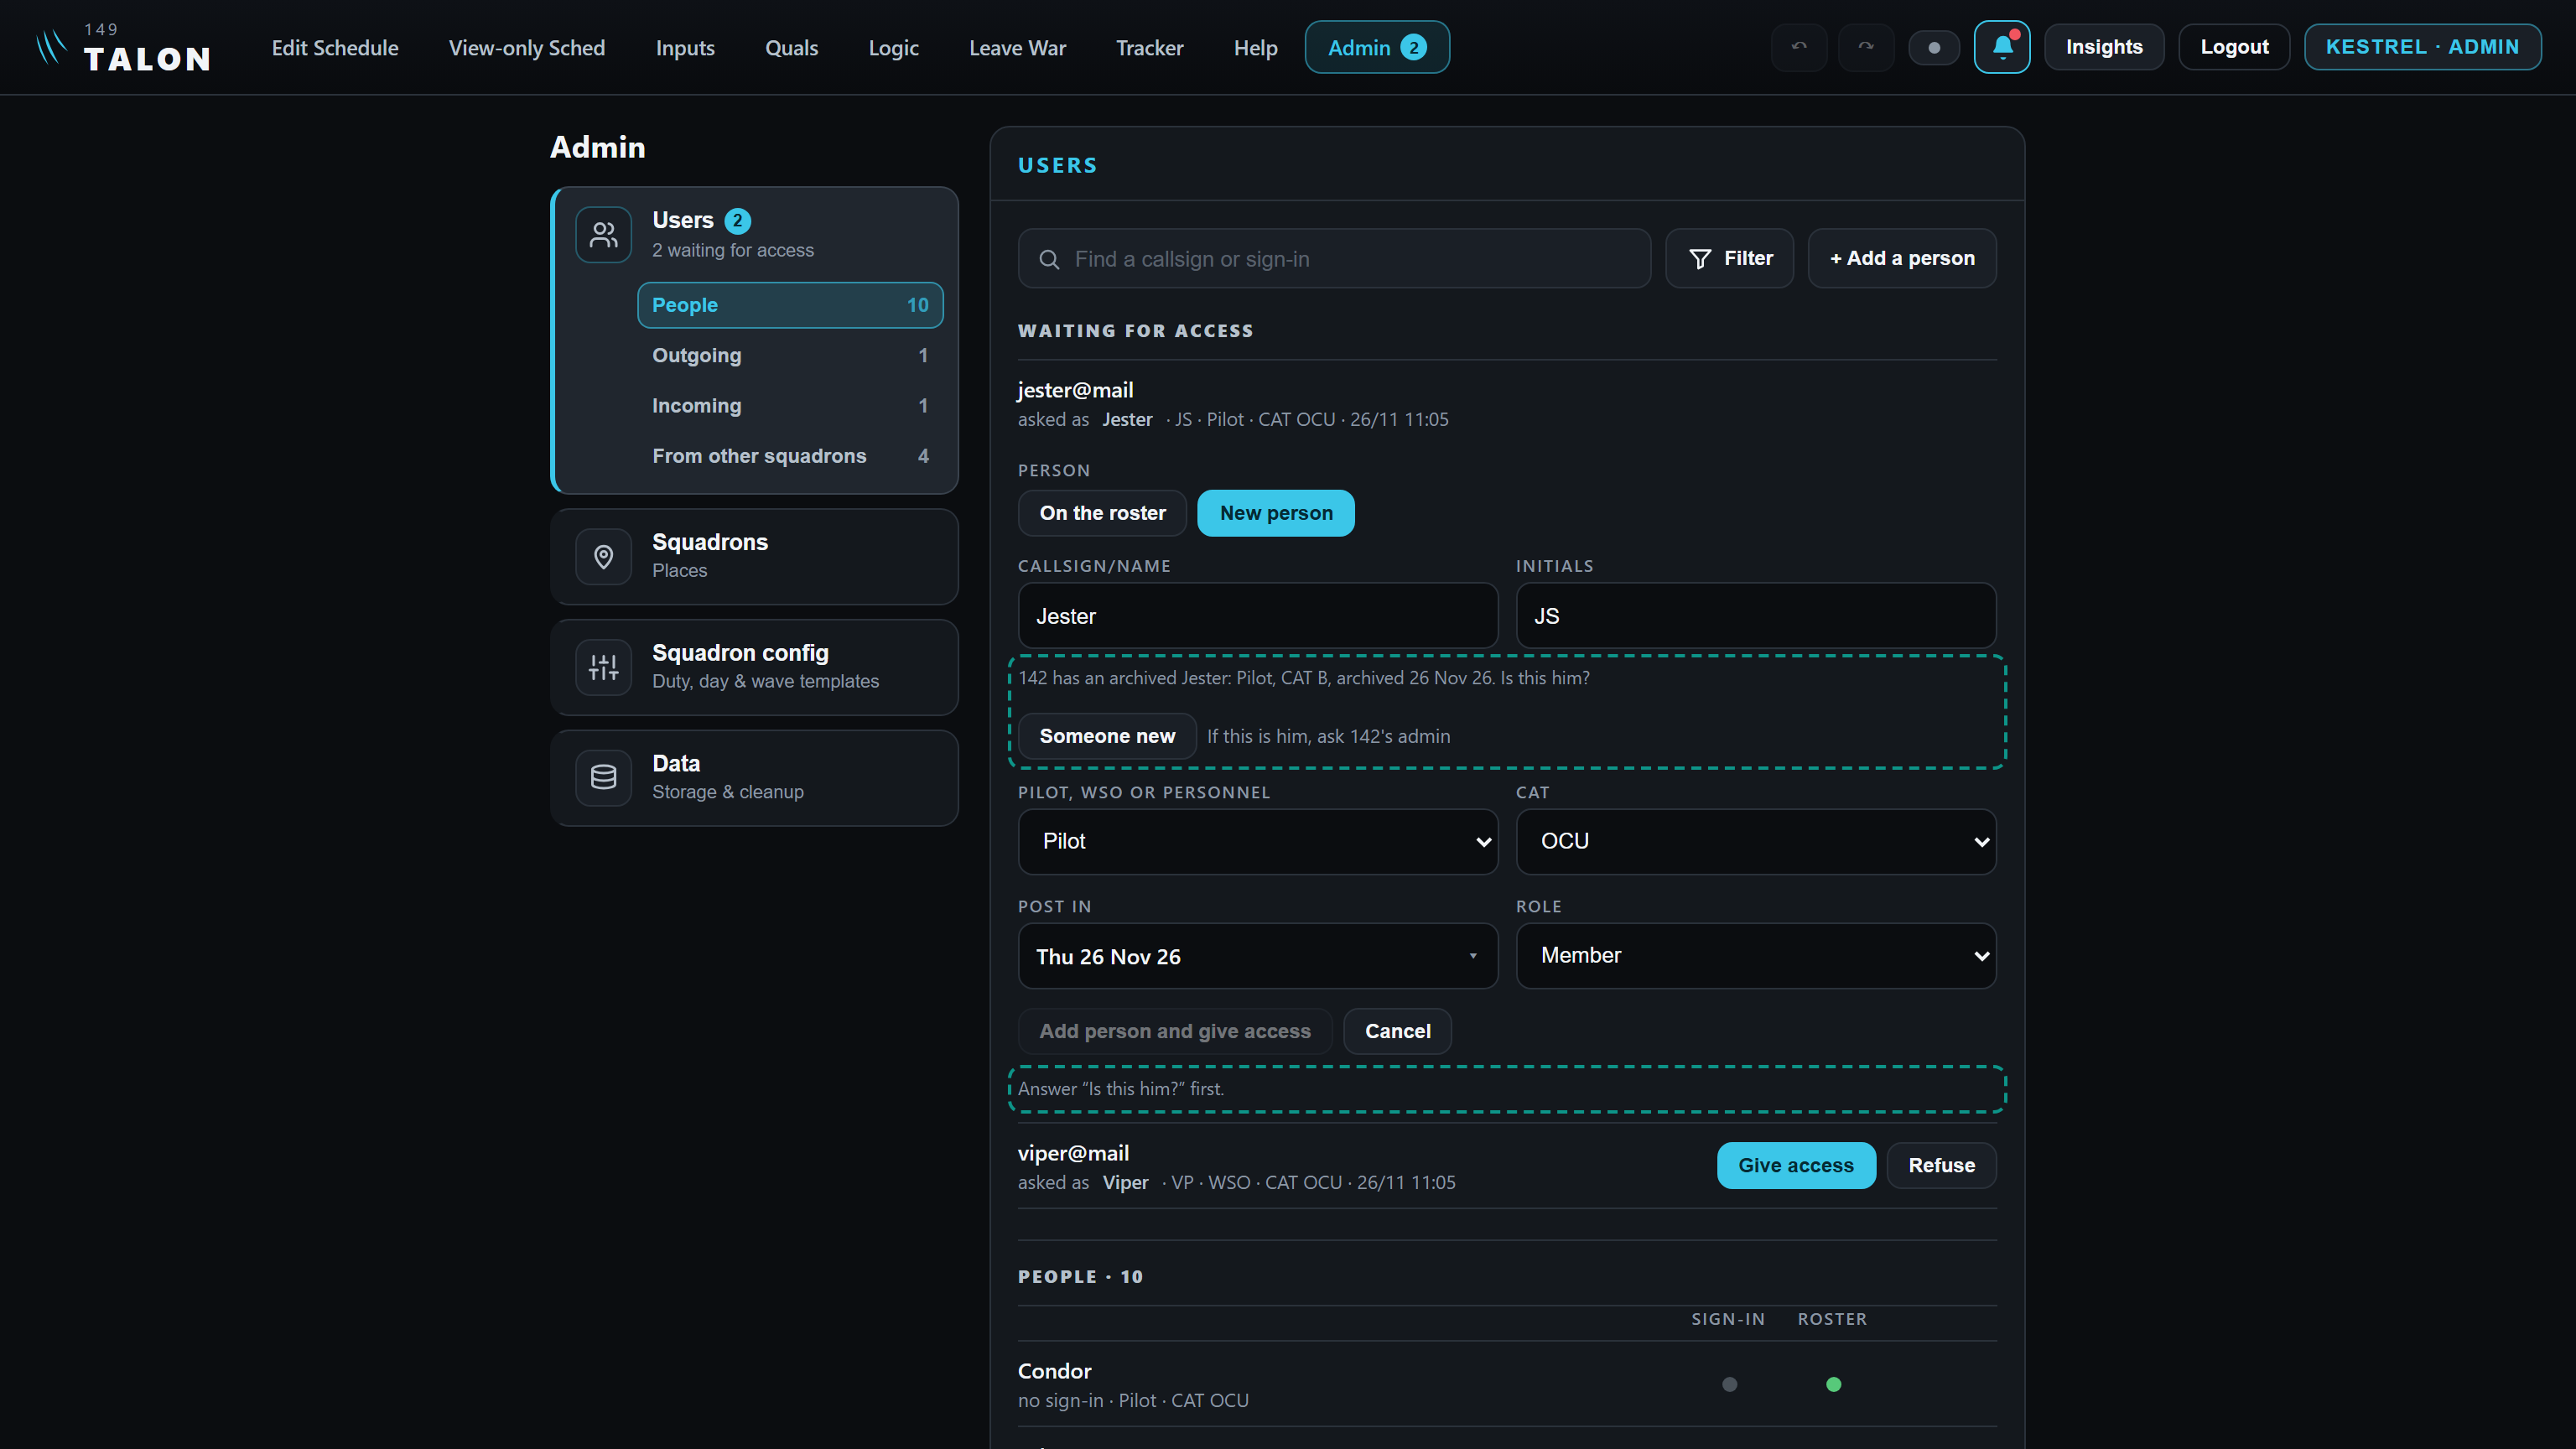 149
TALON
Edit Schedule
View-only Sched
Inputs
Quals
Logic
Leave War
Tracker
Help
Admin 2
Insights
Logout
KESTREL · ADMIN
Admin
Users 2
2 waiting for access
People 10
Outgoing 1
Incoming 1
From other squadrons 4
Squadrons
Places
Squadron config
Duty, day & wave templates
Data
Storage & cleanup
USERS
Find a callsign or sign-in
Filter
+ Add a person
WAITING FOR ACCESS
jester@mail
asked as Jester · JS · Pilot · CAT OCU · 26/11 11:05
PERSON
On the roster
New person
CALLSIGN/NAME
INITIALS
Jester
JS
142 has an archived Jester: Pilot, CAT B, archived 26 Nov 26. Is this him?
Someone new
If this is him, ask 142's admin
PILOT, WSO OR PERSONNEL
CAT
Pilot
OCU
POST IN
ROLE
Thu 26 Nov 26
Member
Add person and give access
Cancel
Answer “Is this him?” first.
viper@mail
asked as Viper · VP · WSO · CAT OCU · 26/11 11:05
Give access
Refuse
PEOPLE · 10
SIGN-IN
ROSTER
Condor
no sign-in · Pilot · CAT OCU